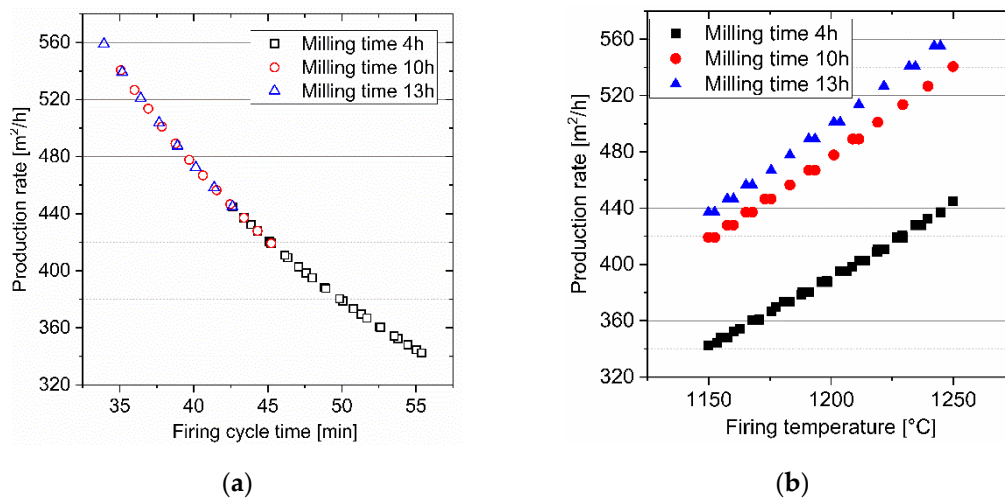 560
520
480
440
400
360
320
Production rate [m²/h]
Milling time 4h
Milling time 10h
Milling time 13h
35
40
45
50
55
Firing cycle time [min]
(a)
560
520
480
440
400
360
320
Production rate [m²/h]
Milling time 4h
Milling time 10h
Milling time 13h
1150
1200
1250
Firing temperature [°C]
(b)